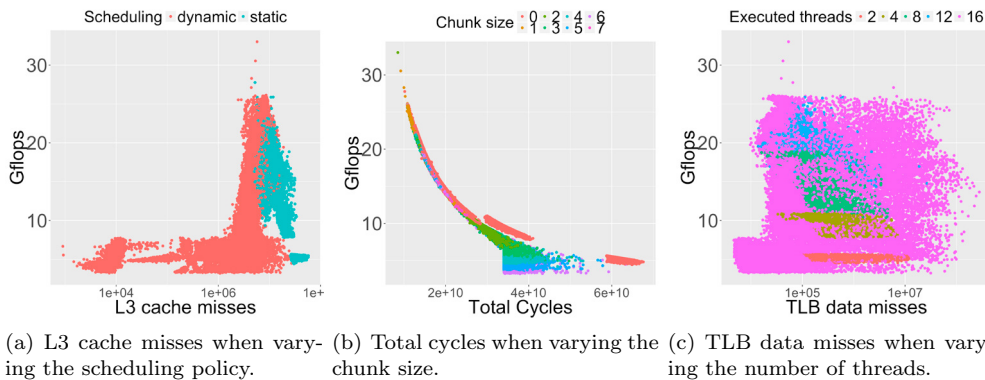 Scheduling dynamic static
30
20
10
Gflops
1e+04 1e+06 1e+
L3 cache misses
(a) L3 cache misses when vary-
ing the scheduling policy.
Chunk size 0 2 4 6
1 3 5 7
30
20
10
Gflops
2e+10 4e+10 6e+10
Total Cycles
(b) Total cycles when varying the
chunk size.
Executed threads 2 4 8 12 16
30
20
10
Gflops
1e+05 1e+07
TLB data misses
(c) TLB data misses when vary
ing the number of threads.